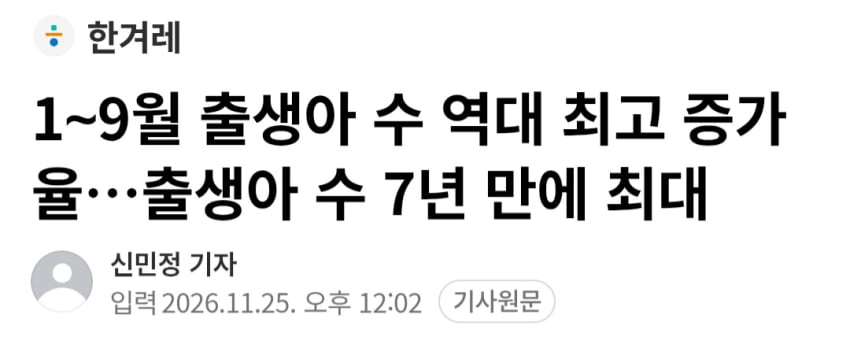 한겨레
1~9월 출생아 수 역대 최고 증가
율…출생아 수 7년 만에 최대
신민정 기자
입력 2026.11.25. 오후 12:02 기사원문